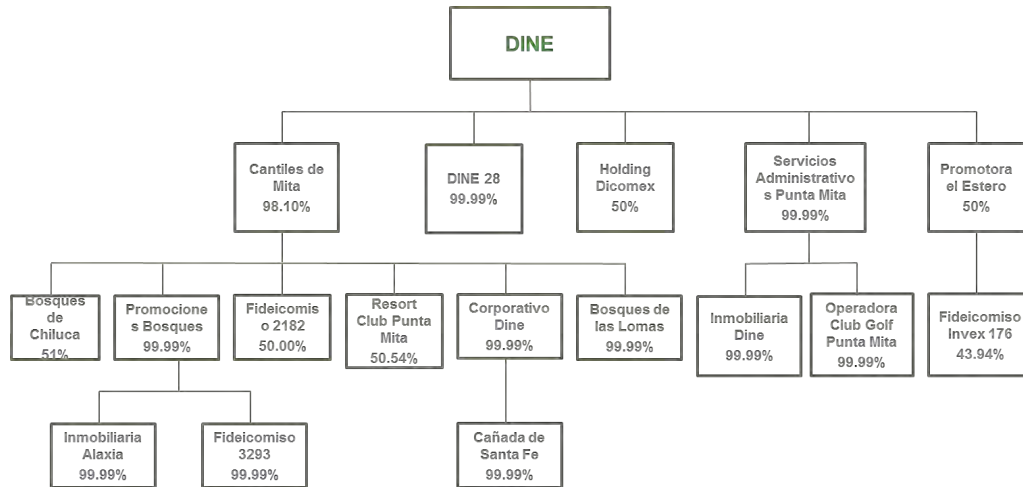 DINE
Cantiles de
Mita
98.10%
DINE 28
99.99%
Holding
Dicomex
50%
Servicios
Administrativo
s Punta Mita
99.99%
Promotora
el Estero
50%
Bosques
de
Chiluca
51%
Promocione
s Bosques
99.99%
Fideicomis
o 2182
50.00%
Resort
Club Punta
Mita
50.54%
Corporativo
Dine
99.99%
Bosques de
las Lomas
99.99%
Inmobiliaria
Dine
99.99%
Operadora
Club Golf
Punta Mita
99.99%
Fideicomiso
Invex 176
43.94%
Inmobiliaria
Alaxia
99.99%
Fideicomiso
3293
99.99%
Cañada de
Santa Fe
99.99%